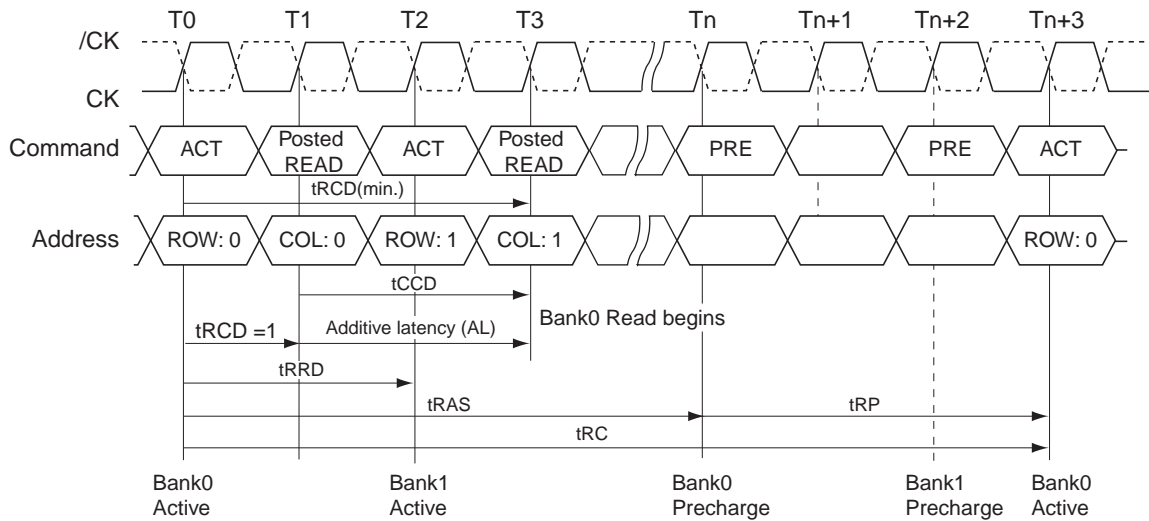 T0 T1 T2 T3 Tn Tn+1 Tn+2 Tn+3
/CK
CK
Command ACT Posted READ ACT Posted READ PRE PRE ACT
tRCD(min.)
Address ROW: 0 COL: 0 ROW: 1 COL: 1 ROW: 0
tCCD
Bank0 Read begins
tRCD =1 Additive latency (AL)
tRRD
tRAS tRP
tRC
Bank0 Bank1 Bank0 Bank1 Bank0
Active Active Precharge Precharge Active